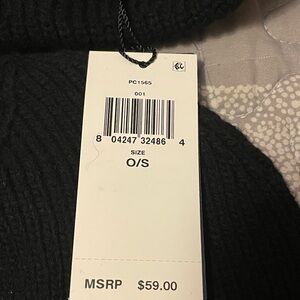 PC1565
001
8 04247 32486 4
SIZE
O/S
MSRP $59.00